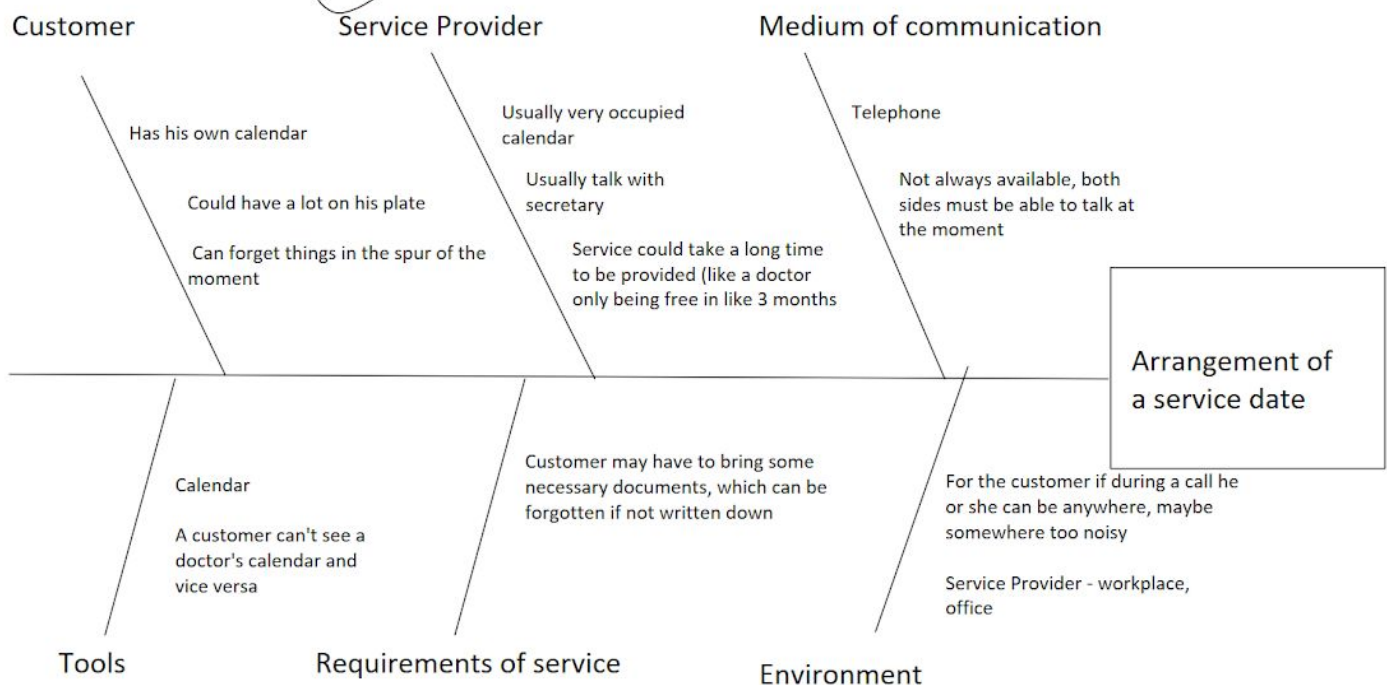 Customer
Service Provider
Medium of communication
Has his own calendar
Could have a lot on his plate
Can forget things in the spur of the
moment
Usually very occupied
calendar
Usually talk with
secretary
Service could take a long time
to be provided (like a doctor
only being free in like 3 months
Telephone
Not always available, both
sides must be able to talk at
the moment
Arrangement of
a service date
Calendar
A customer can't see a
doctor's calendar and
vice versa
Customer may have to bring some
necessary documents, which can be
forgotten if not written down
For the customer if during a call he
or she can be anywhere, maybe
somewhere too noisy
Service Provider - workplace,
office
Tools
Requirements of service
Environment